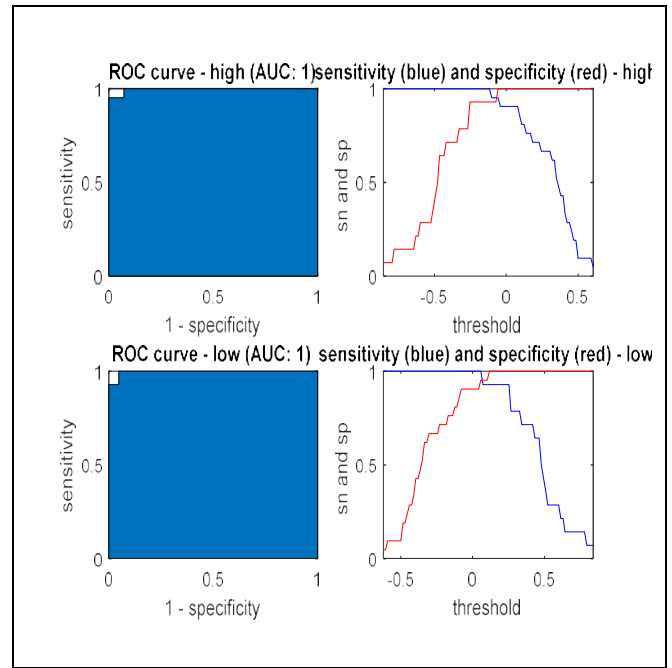 ROC curve - high (AUC: 1)
sensitivity (blue) and specificity (red) - high
1
0.5
0
sensitivity
0
0.5
1
1 - specificity
1
0.5
0
sn and sp
-0.5
0
0.5
threshold
ROC curve - low (AUC: 1)
sensitivity (blue) and specificity (red) - low
1
0.5
0
sensitivity
0
0.5
1
1 - specificity
1
0.5
0
sn and sp
-0.5
0
0.5
threshold